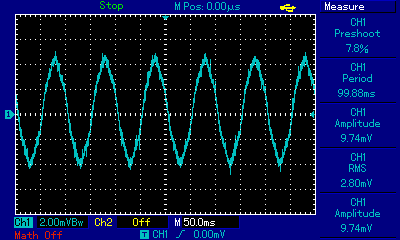 Stop M Pos: 0.00µs Measure
CH1
Preshoot
7.8%
CH1
Period
99.88ms
CH1
Amplitude
9.74mV
CH1
RMS
2.80mV
CH1
Amplitude
9.74mV
1
Ch1 2.00mVBw Ch2 Off M 50.0ms
Math Off T CH1 0.00mV